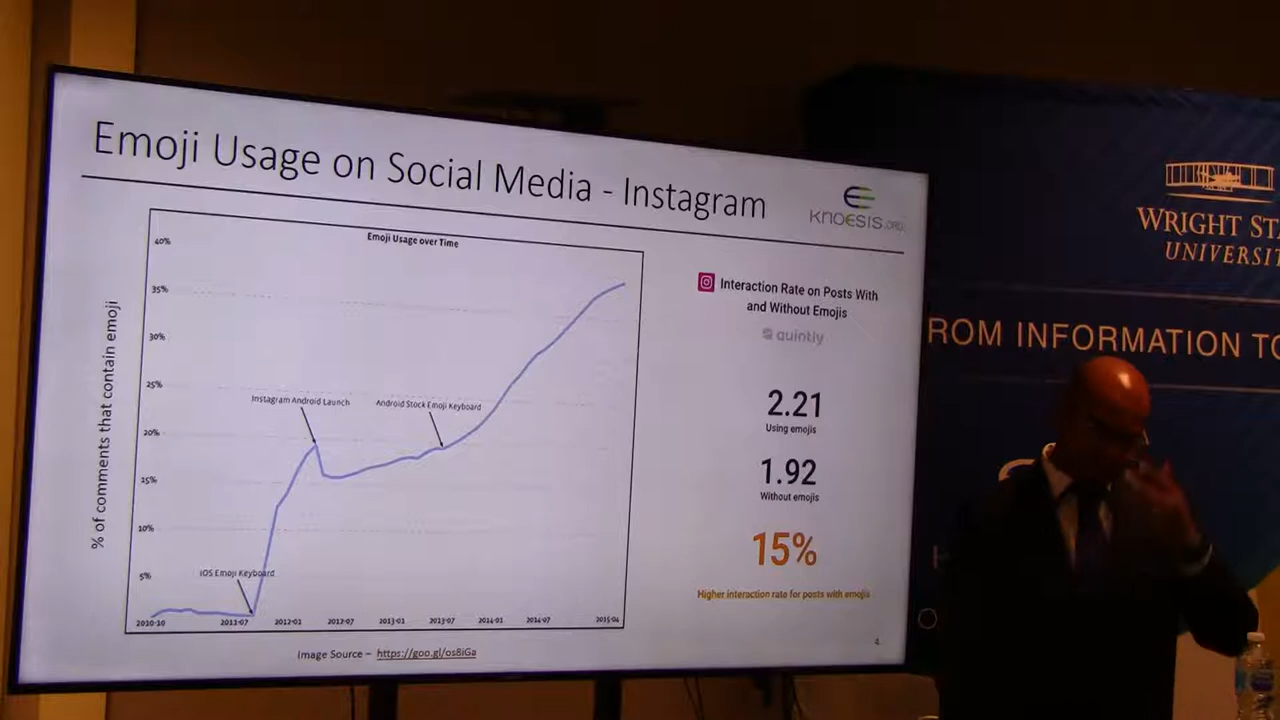 Emoji Usage on Social Media - Instagram
KNOESIS.ORG
Emoji Usage over Time
% of comments that contain emoji
40%
35%
30%
25%
20%
15%
10%
5%
Instagram Android Launch
Android Stock Emoji Keyboard
iOS Emoji Keyboard
2010-10 2011-07 2012-01 2012-07 2013-01 2013-07 2014-01 2014-07 2015-04
Image Source – https://goo.gl/os8iGa
Interaction Rate on Posts With
and Without Emojis
quintly
2.21
Using emojis
1.92
Without emojis
15%
Higher interaction rate for posts with emojis
4
WRIGHT STA
UNIVERSIT
ROM INFORMATION TO